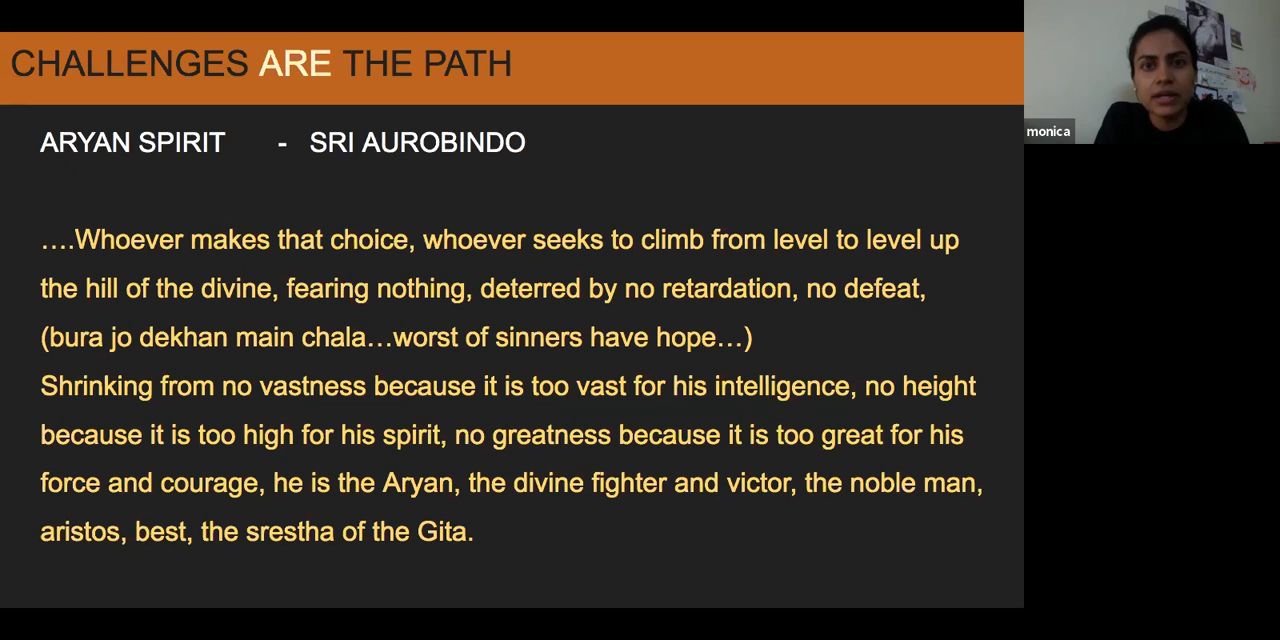 CHALLENGES ARE THE PATH
monica
ARYAN SPIRIT - SRI AUROBINDO
….Whoever makes that choice, whoever seeks to climb from level to level up
the hill of the divine, fearing nothing, deterred by no retardation, no defeat,
(bura jo dekhan main chala…worst of sinners have hope…)
Shrinking from no vastness because it is too vast for his intelligence, no height
because it is too high for his spirit, no greatness because it is too great for his
force and courage, he is the Aryan, the divine fighter and victor, the noble man,
aristos, best, the srestha of the Gita.